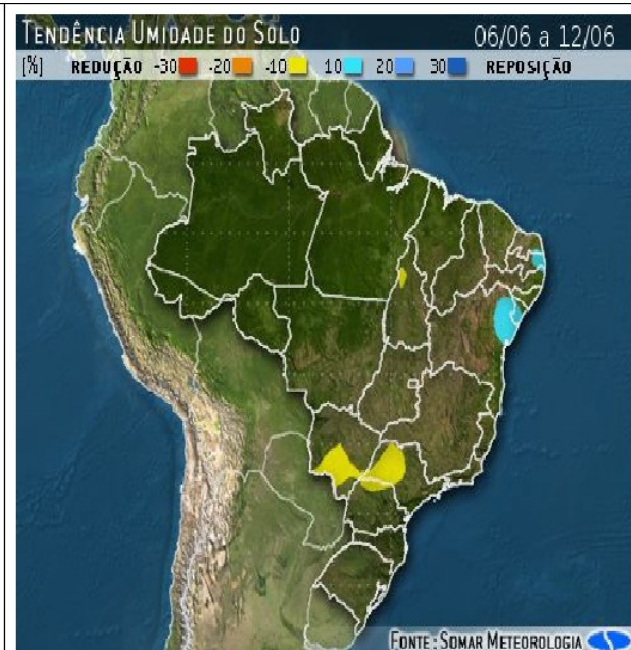 TENDÊNCIA UMIDADE DO SOLO 06/06 a 12/06
(%) REDUÇÃO -30 -20 -10 10 20 30 REPOSIÇÃO
FONTE: SOMAR METEOROLOGIA